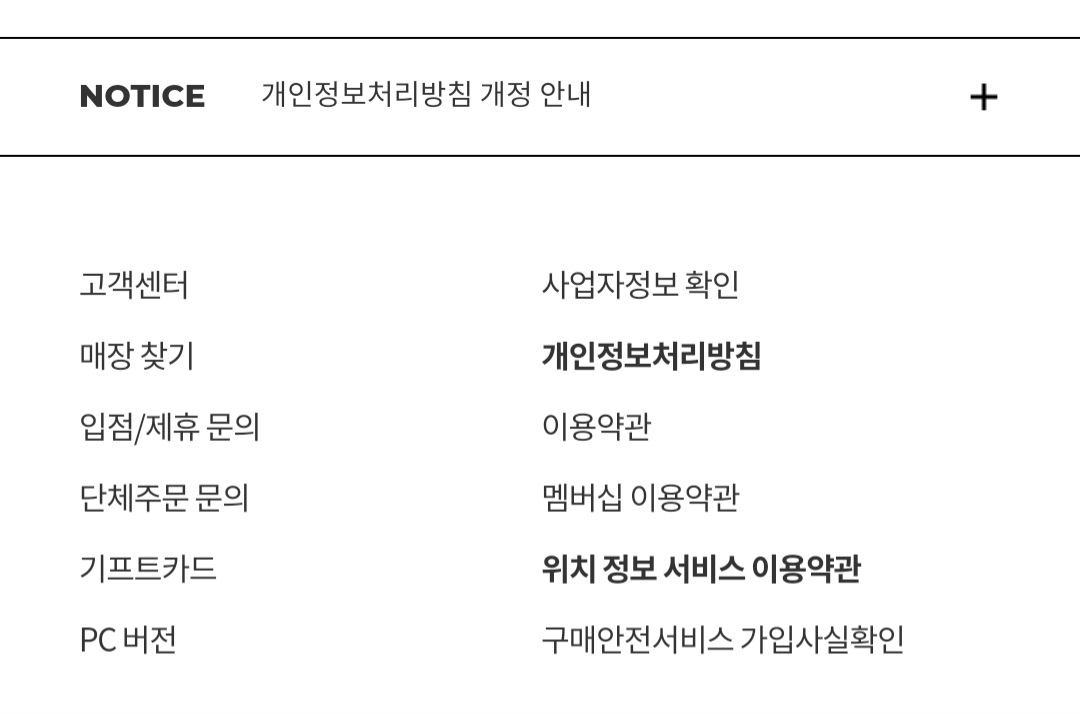 NOTICE 개인정보처리방침 개정 안내 +
고객센터
매장 찾기
입점/제휴 문의
단체주문 문의
기프트카드
PC 버전
사업자정보 확인
개인정보처리방침
이용약관
멤버십 이용약관
위치 정보 서비스 이용약관
구매안전서비스 가입사실확인